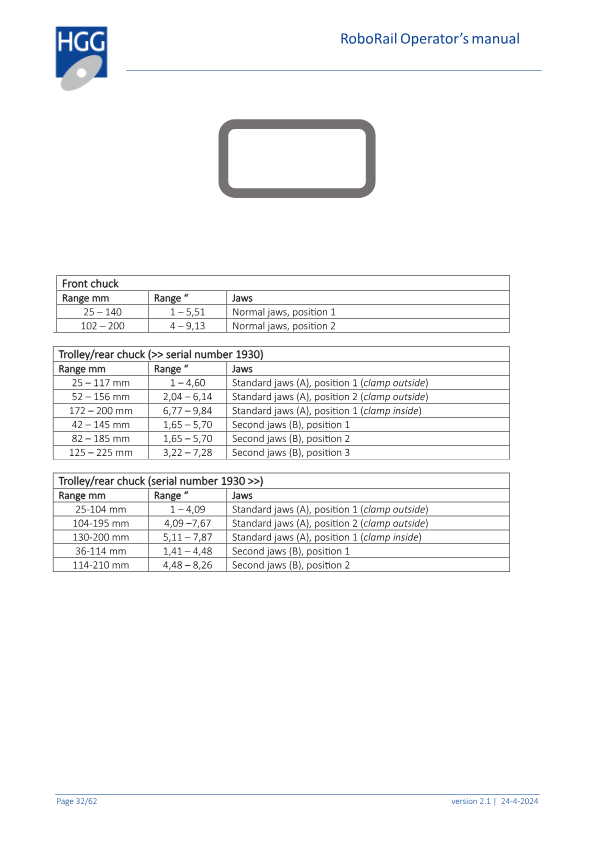 HGG
RoboRail Operator's manual
Front chuck
Range mm Range " Jaws
25 – 140 1 – 5,51 Normal jaws, position 1
102 – 200 4 – 9,13 Normal jaws, position 2
Trolley/rear chuck (>> serial number 1930)
Range mm Range " Jaws
25 – 117 mm 1 – 4,60 Standard jaws (A), position 1 (clamp outside)
52 – 156 mm 2,04 – 6,14 Standard jaws (A), position 2 (clamp outside)
172 – 200 mm 6,77 – 9,84 Standard jaws (A), position 1 (clamp inside)
42 – 145 mm 1,65 – 5,70 Second jaws (B), position 1
82 – 185 mm 1,65 – 5,70 Second jaws (B), position 2
125 – 225 mm 3,22 – 7,28 Second jaws (B), position 3
Trolley/rear chuck (serial number 1930 >>)
Range mm Range " Jaws
25-104 mm 1 – 4,09 Standard jaws (A), position 1 (clamp outside)
104-195 mm 4,09 –7,67 Standard jaws (A), position 2 (clamp outside)
130-200 mm 5,11 – 7,87 Standard jaws (A), position 1 (clamp inside)
36-114 mm 1,41 – 4,48 Second jaws (B), position 1
114-210 mm 4,48 – 8,26 Second jaws (B), position 2
Page 32/62 version 2.1 | 24-4-2024